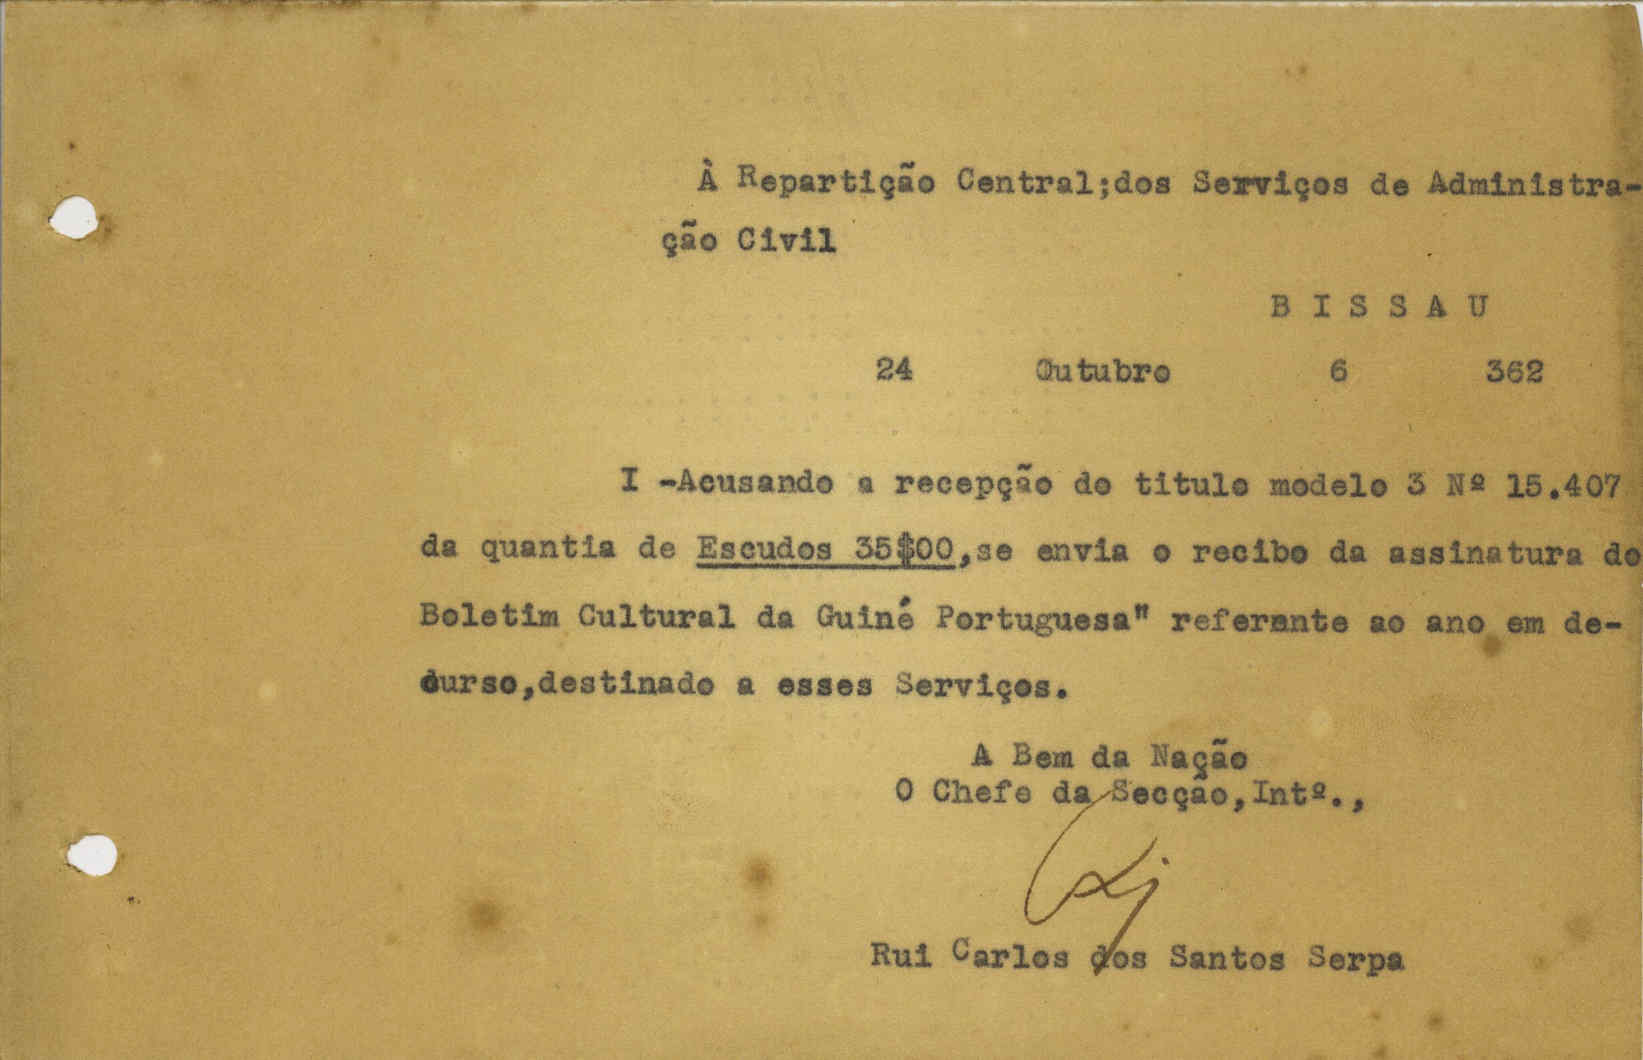 À Repartição Central;dos Serviços de Administra-
ção Civil
B I S S A U
24 Outubro 6 362
I -Acusando a recepção do titulo modelo 3 Nº 15.407
da quantia de Escudos 35$00,se envia o recibo da assinatura do
Boletim Cultural da Guiné Portuguesa" referente ao ano em de-
curso,destinado a esses Serviços.
A Bem da Nação
O Chefe da Secção,Intº.,
Rui Carlos dos Santos Serpa